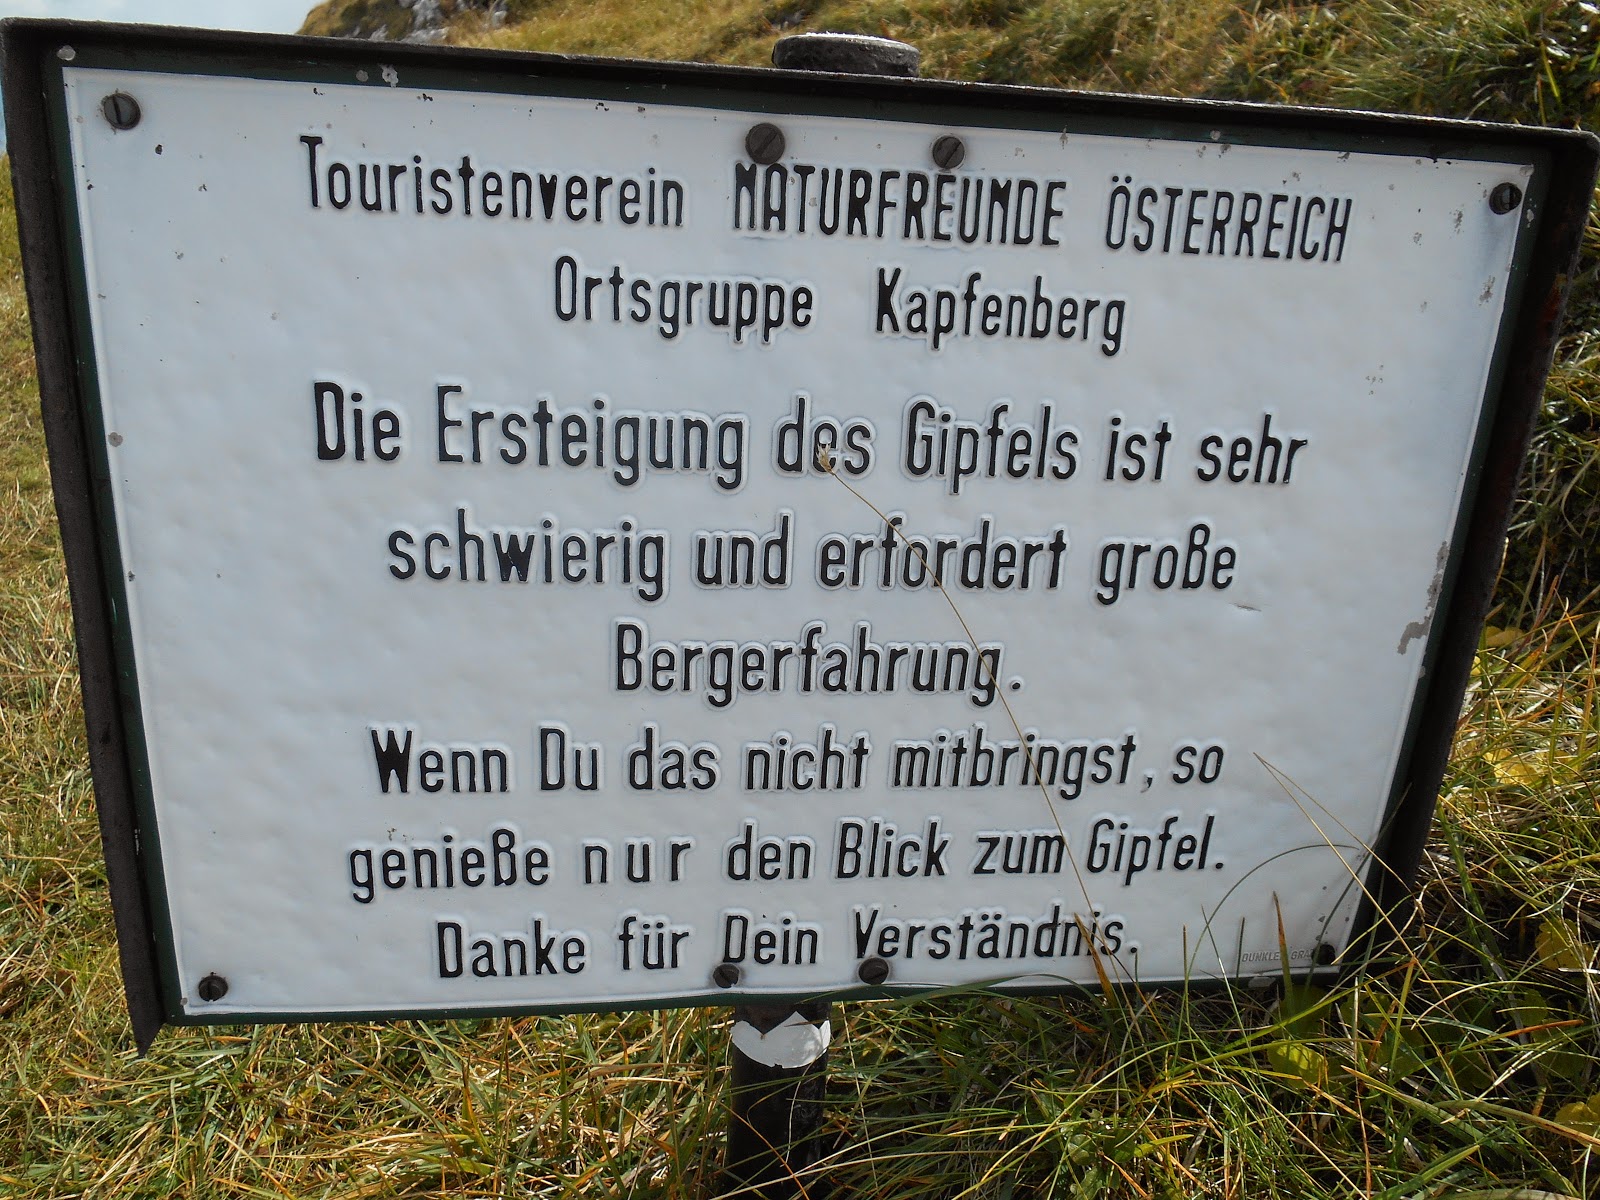 Touristenverein NATURFREUNDE ÖSTERREICH
Ortsgruppe Kapfenberg
Die Ersteigung des Gipfels ist sehr
schwierig und erfordert große
Bergerfahrung.
Wenn Du das nicht mitbringst, so
genieße nur den Blick zum Gipfel.
Danke für Dein Verständnis.